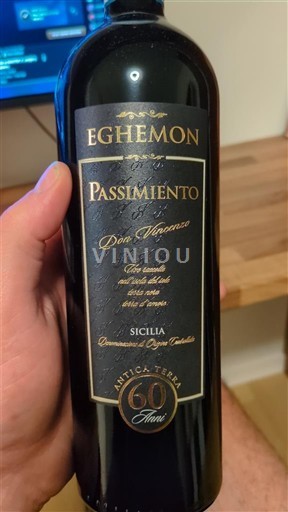 EGHEMON
PASSIMIENTO
Don Vincenzo
VINIOU
Uve raccolte
nell'isola del sole
terra nera
terra d'amore
SICILIA
Denominazione di Origine Controllata
ANTICA TERRA
60
Anni